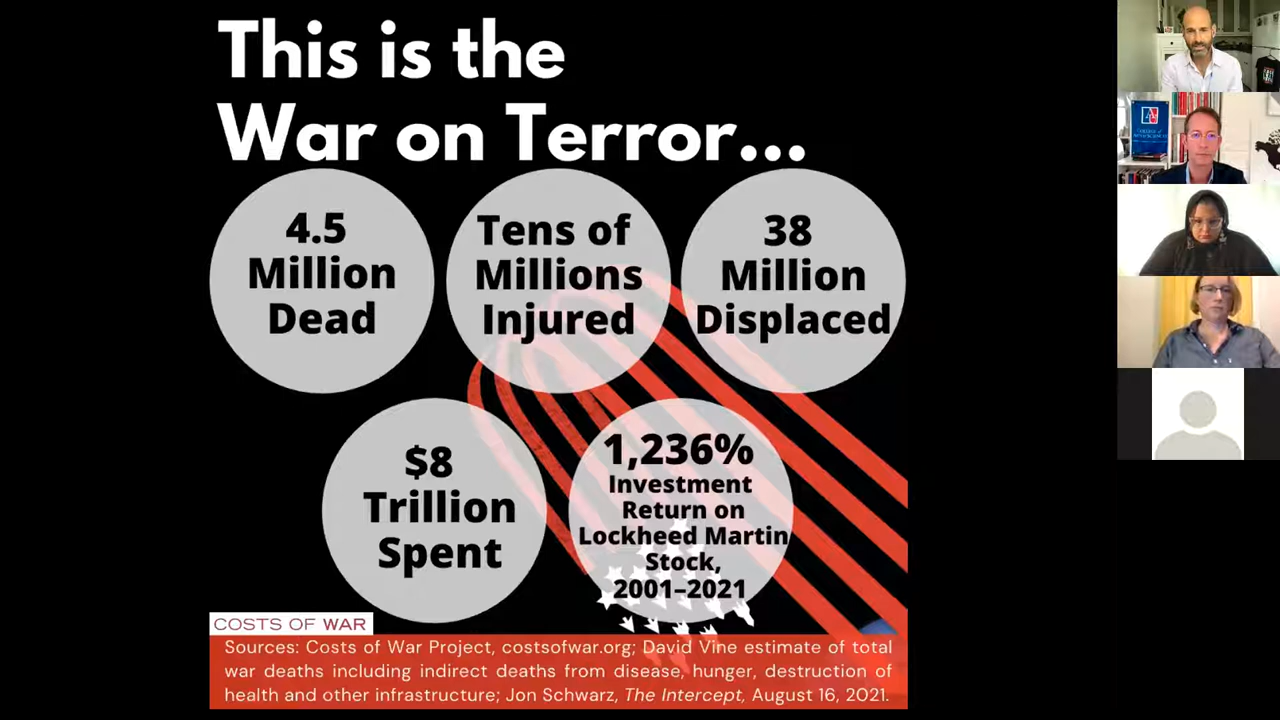 This is the
War on Terror...
4.5
Million
Dead
Tens of
Millions
Injured
38
Million
Displaced
$8
Trillion
Spent
1,236%
Investment
Return on
Lockheed Martin
Stock,
2001–2021
COSTS OF WAR
Sources: Costs of War Project, costsofwar.org; David Vine estimate of total
war deaths including indirect deaths from disease, hunger, destruction of
health and other infrastructure; Jon Schwarz, The Intercept, August 16, 2021.